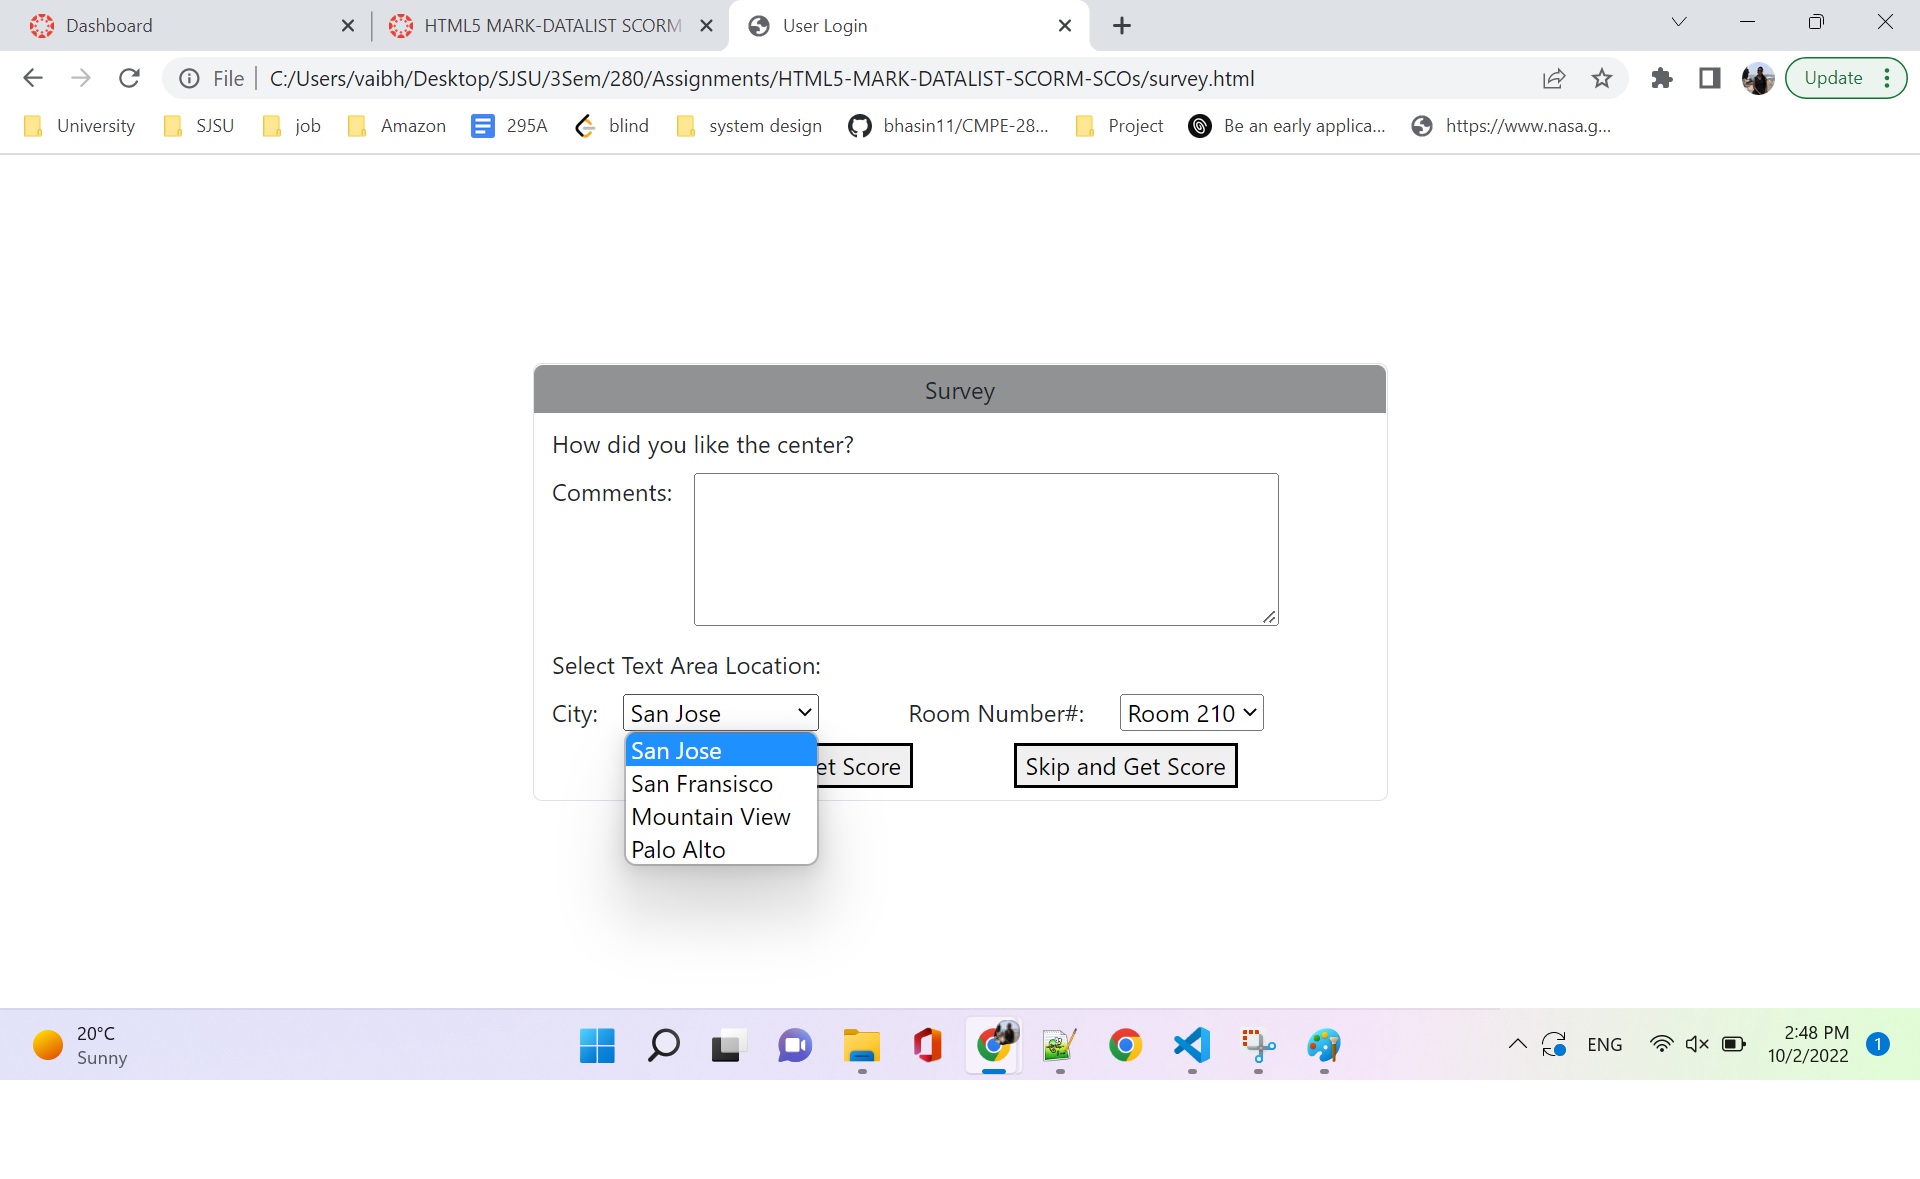 Dashboard
HTML5 MARK-DATALIST SCORM
User Login
File
C:/Users/vaibh/Desktop/SJSU/3Sem/280/Assignments/HTML5-MARK-DATALIST-SCORM-SCOs/survey.html
Update
University SJSU job Amazon 295A blind system design bhasin11/CMPE-28... Project Be an early applica... https://www.nasa.g...
Survey
How did you like the center?
Comments:
Select Text Area Location:
City: San Jose Room Number#: Room 210
San Jose
et Score Skip and Get Score
San Fransisco
Mountain View
Palo Alto
20°C
Sunny
ENG
2:48 PM
10/2/2022
1